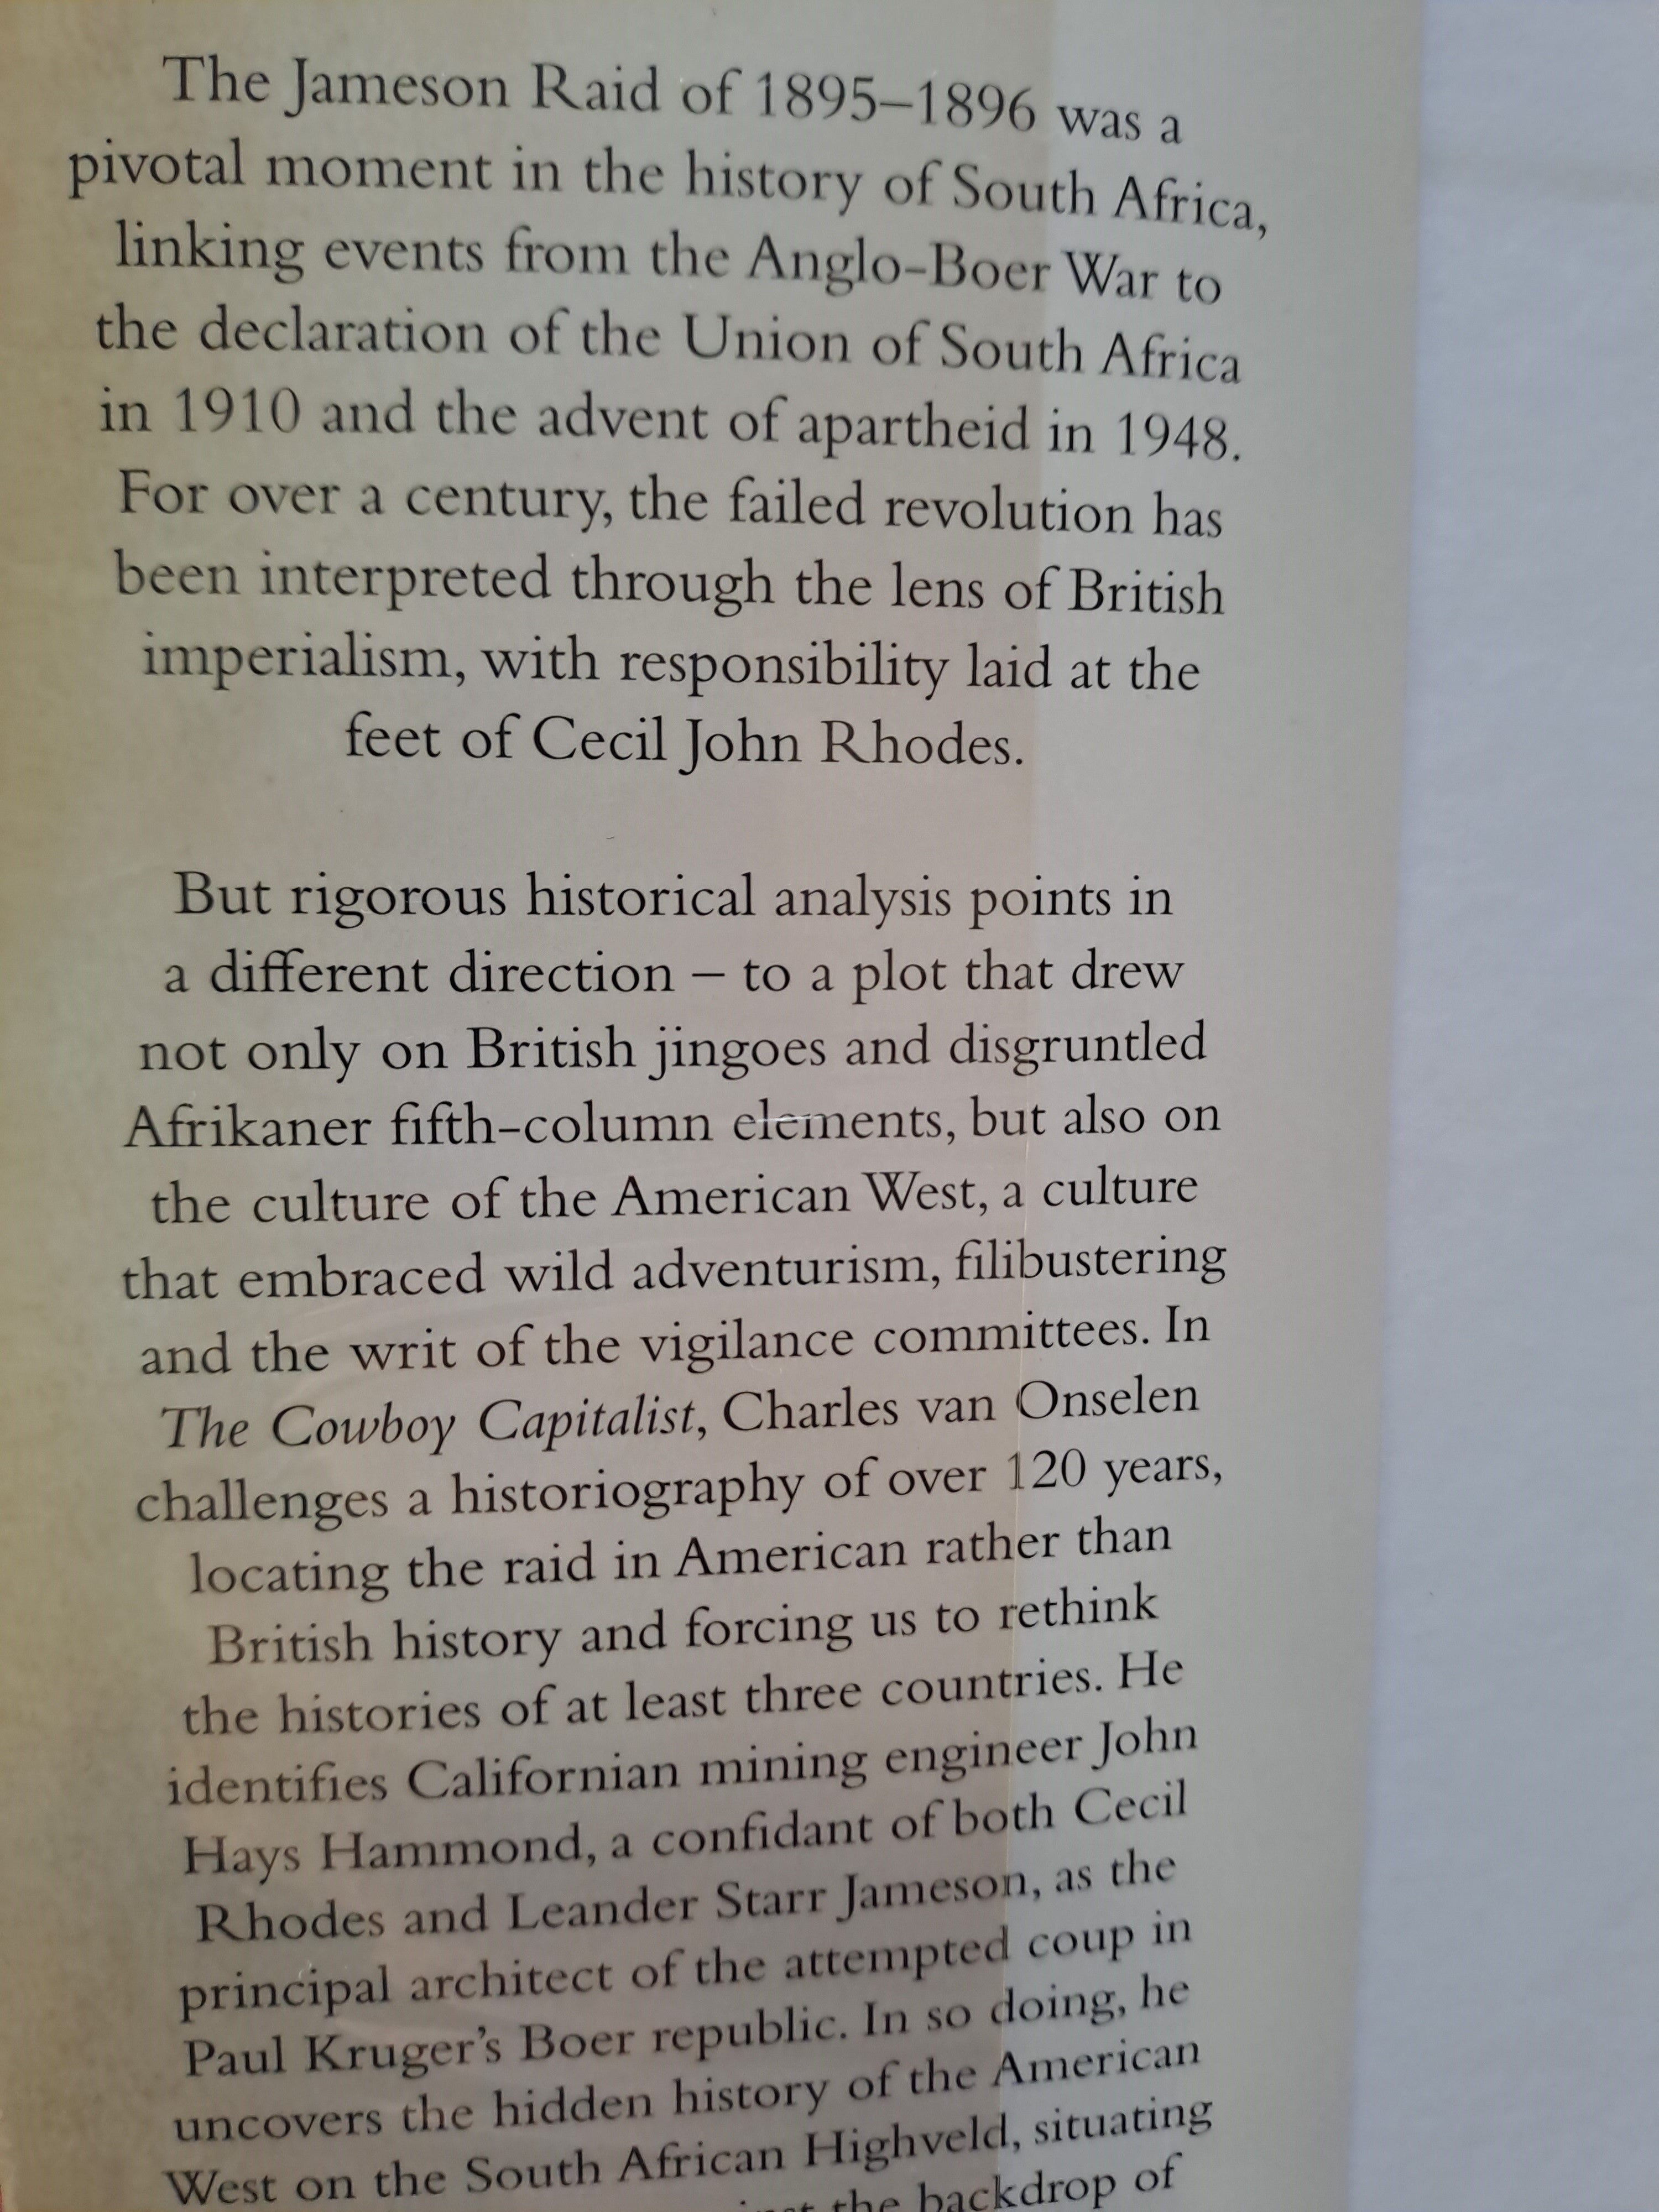 The Jameson Raid of 1895–1896 was a
pivotal moment in the history of South Africa,
linking events from the Anglo-Boer War to
the declaration of the Union of South Africa
in 1910 and the advent of apartheid in 1948.
For over a century, the failed revolution has
been interpreted through the lens of British
imperialism, with responsibility laid at the
feet of Cecil John Rhodes.
But rigorous historical analysis points in
a different direction – to a plot that drew
not only on British jingoes and disgruntled
Afrikaner fifth-column elements, but also on
the culture of the American West, a culture
that embraced wild adventurism, filibustering
and the writ of the vigilance committees. In
The Cowboy Capitalist, Charles van Onselen
challenges a historiography of over 120 years,
locating the raid in American rather than
British history and forcing us to rethink
the histories of at least three countries. He
identifies Californian mining engineer John
Hays Hammond, a confidant of both Cecil
Rhodes and Leander Starr Jameson, as the
principal architect of the attempted coup in
Paul Kruger’s Boer republic. In so doing, he
uncovers the hidden history of the American
West on the South African Highveld, situating
the backdrop of